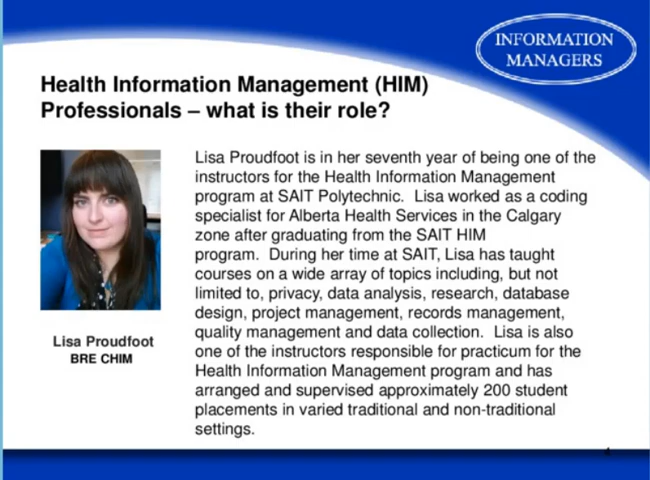 INFORMATION
MANAGERS
Health Information Management (HIM)
Professionals – what is their role?
Lisa Proudfoot is in her seventh year of being one of the
instructors for the Health Information Management
program at SAIT Polytechnic.  Lisa worked as a coding
specialist for Alberta Health Services in the Calgary
zone after graduating from the SAIT HIM
program.  During her time at SAIT, Lisa has taught
courses on a wide array of topics including, but not
limited to, privacy, data analysis, research, database
design, project management, records management,
quality management and data collection.  Lisa is also
one of the instructors responsible for practicum for the
Health Information Management program and has
arranged and supervised approximately 200 student
placements in varied traditional and non-traditional
settings.
Lisa Proudfoot
BRE CHIM
4